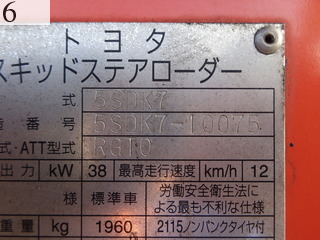 6
トヨタ
スキッドステアローダー
式 5SDK7
造番号 5SDK7-10075
式・ATT型式 RG10
出力 kW 38 最高走行速度 km/h 12
様 標準車 労働安全衛生法に
よる最も不利な仕様
重量 kg 1960 2115ノンパンクタイヤ付